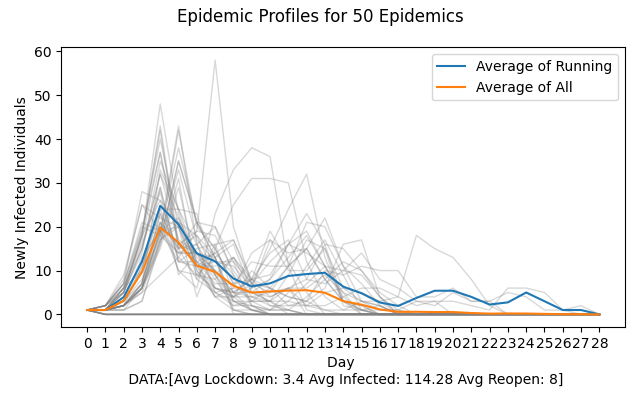 Epidemic Profiles for 50 Epidemics
Average of Running
Average of All
Newly Infected Individuals
60
50
40
30
20
10
0
0 1 2 3 4 5 6 7 8 9 10 11 12 13 14 15 16 17 18 19 20 21 22 23 24 25 26 27 28
Day
DATA:[Avg Lockdown: 3.4 Avg Infected: 114.28 Avg Reopen: 8]